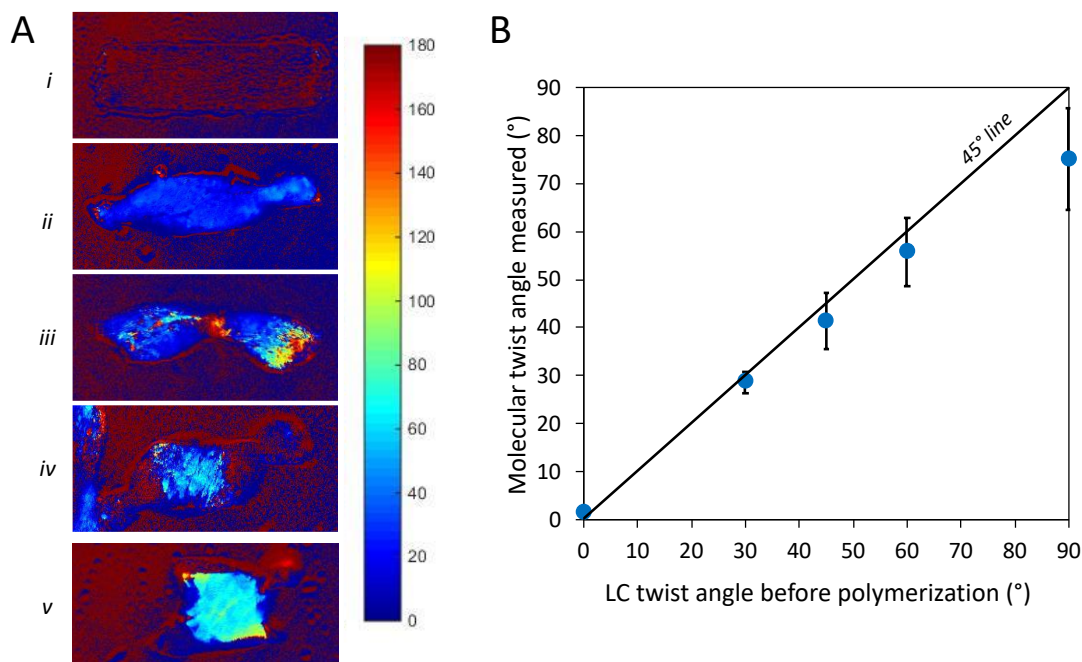 A
i
ii
iii
iv
v
180
160
140
120
100
80
60
40
20
0
B
Molecular twist angle measured (°)
90
80
70
60
50
40
30
20
10
0
45° line
0 10 20 30 40 50 60 70 80 90
LC twist angle before polymerization (°)